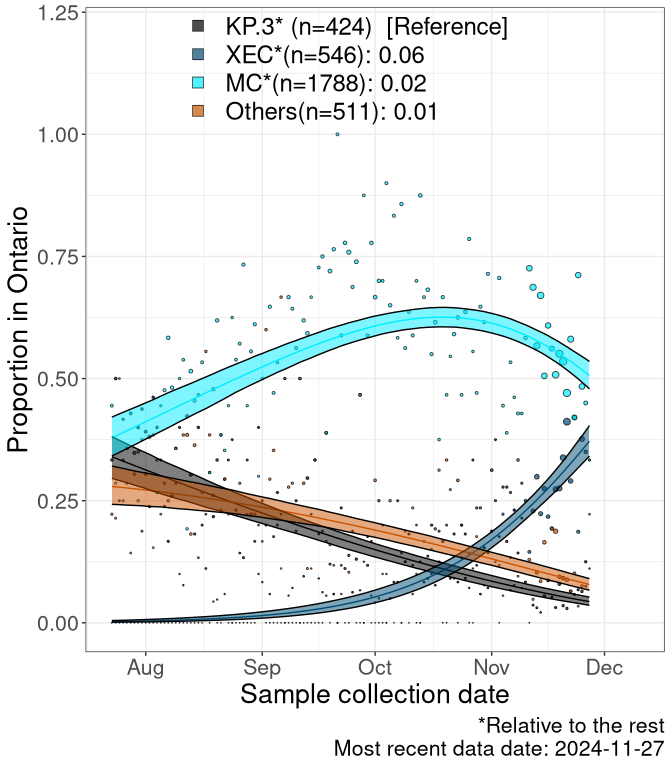 KP.3* (n=424)  [Reference]
XEC*(n=546): 0.06
MC*(n=1788): 0.02
Others(n=511): 0.01
Proportion in Ontario
1.25
1.00
0.75
0.50
0.25
0.00
Aug Sep Oct Nov Dec
Sample collection date
*Relative to the rest
Most recent data date: 2024-11-27